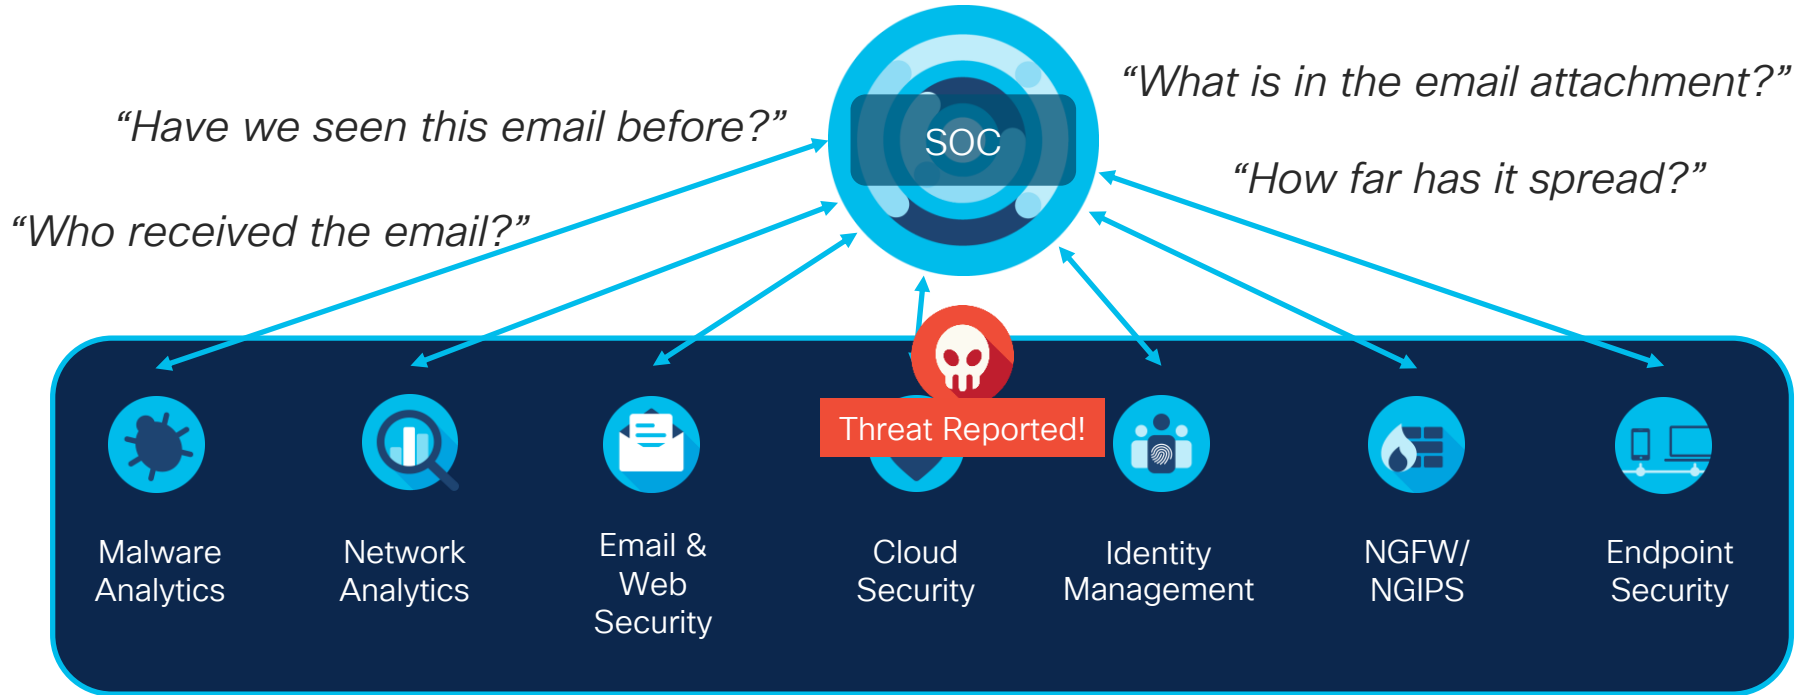 “What is in the email attachment?”
“Have we seen this email before?”
SOC
“How far has it spread?”
“Who received the email?”
Threat Reported!
Malware
Analytics
Network
Analytics
Email &
Web
Security
Cloud
Security
Identity
Management
NGFW/
NGIPS
Endpoint
Security